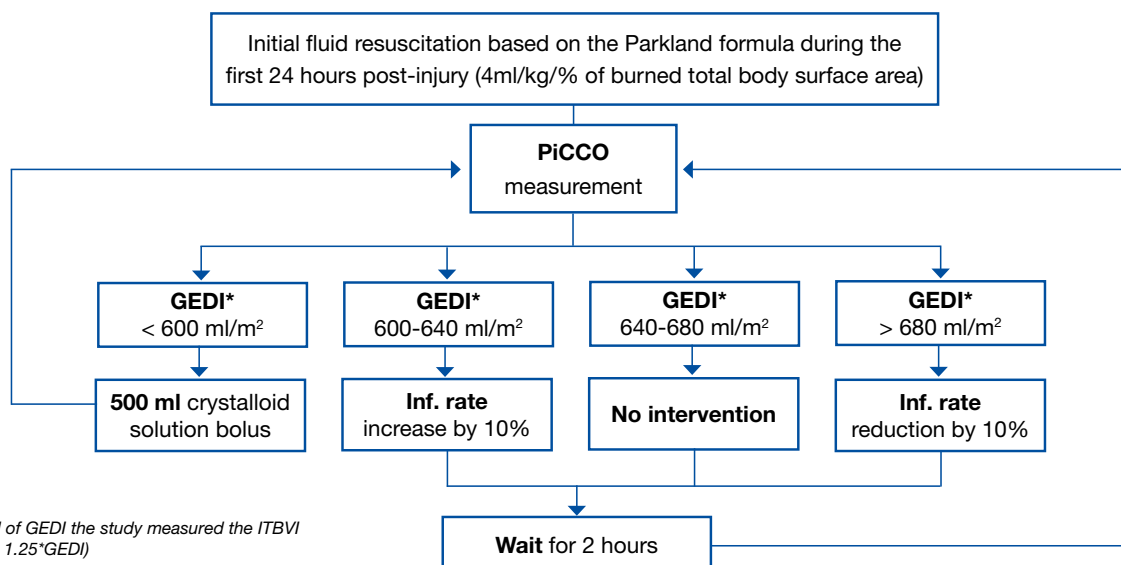 Initial fluid resuscitation based on the Parkland formula during the
first 24 hours post-injury (4ml/kg/% of burned total body surface area)
PiCCO
measurement
GEDI*
< 600 ml/m²
GEDI*
600-640 ml/m²
GEDI*
640-680 ml/m²
GEDI*
> 680 ml/m²
500 ml crystalloid
solution bolus
Inf. rate
increase by 10%
No intervention
Inf. rate
reduction by 10%
of GEDI the study measured the ITBVI
1.25*GEDI)
Wait for 2 hours